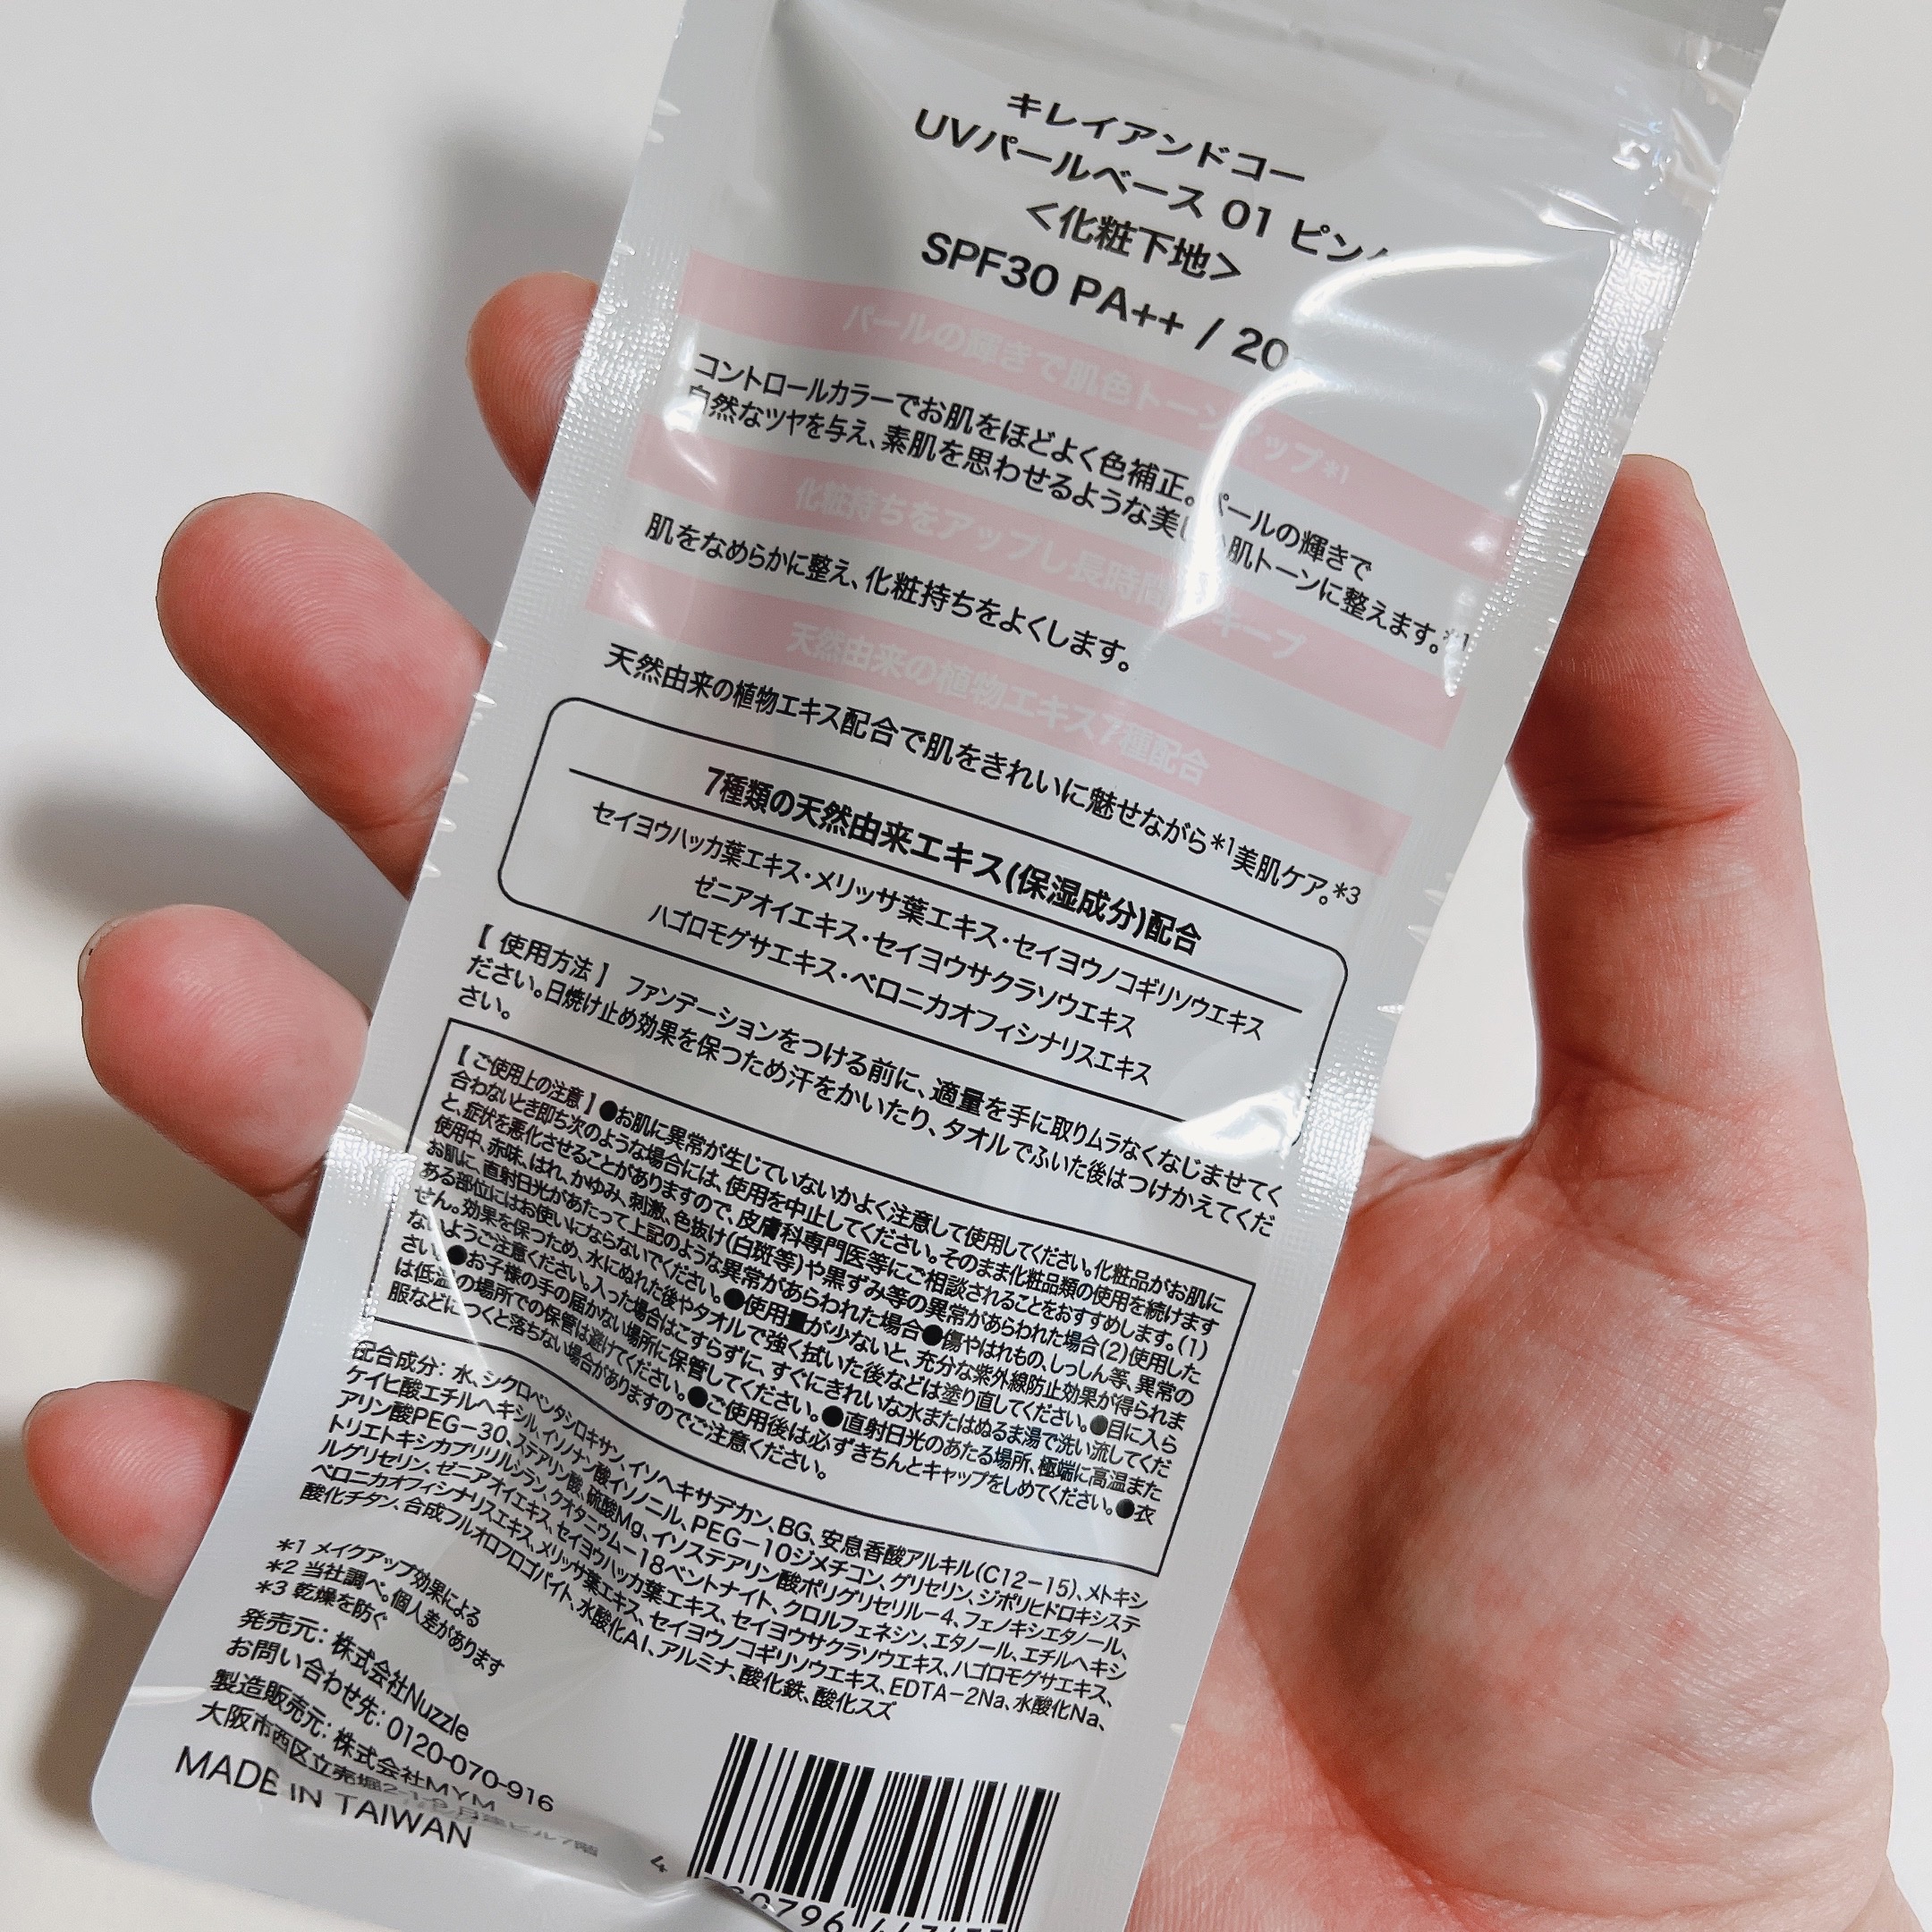 キレイアンドコー
UVパールベース 01 ピンク
<化粧下地>
SPF30 PA++ / 20
パールの輝きで肌色トーンアップ*1
コントロールカラーでお肌をほどよく色補正。パールの輝きで
自然なツヤを与え、素肌を思わせるような美しい肌トーンに整えます。*1
化粧持ちをアップし長時間 キープ
肌をなめらかに整え、化粧持ちをよくします。
天然由来の植物エキス7種配合
天然由来の植物エキス配合で肌をきれいに魅せながら*1美肌ケア。*3
7種類の天然由来エキス(保湿成分)配合
セイヨウハッカ葉エキス・メリッサ葉エキス・セイヨウノコギリソウエキス
ゼニアオイエキス・セイヨウサクラソウエキス
ハゴロモグサエキス・ベロニカオフィシナリスエキス
【 使用方法 】 ファンデーションをつける前に、適量を手に取りムラなくなじませてく
ださい。日焼け止め効果を保つため汗をかいたり、タオルでふいた後はつけかえてくだ
さい。
【 ご使用上の注意 】●お肌に異常が生じていないかよく注意して使用してください。化粧品がお肌に
合わないとき即ち次のような場合には、使用を中止してください。そのまま化粧品類の使用を続けます
と、症状を悪化させることがありますので、皮膚科専門医等にご相談されることをおすすめします。(1)
使用中、赤味、はれ、かゆみ、刺激、色抜け(白斑等)や黒ずみ等の異常があらわれた場合(2)使用した
お肌に、直射日光があたって上記のような異常があらわれた場合●傷やはれもの、しっしん等、異常の
ある部位にはお使いにならないでください。●使用量が少ないと、充分な紫外線防止効果が得られま
せん。効果を保つため、水にぬれた後やタオルで強く拭いた後などは塗り直してください。●目に入ら
ないようご注意ください。入った場合はこすらずに、すぐにきれいな水またはぬるま湯で洗い流してくだ
さい。●お子様の手の届かない場所に保管してください。●直射日光のあたる場所、極端に高温また
は低温の場所での保管は避けてください。●ご使用後は必ずきちんとキャップをしめてください。●衣
服などにつくと落ちない場合がありますのでご注意ください。
配合成分: 水、シクロペンタシロキサン、イソヘキサデカン、BG、安息香酸アルキル(C12-15)、メトキシ
ケイヒ酸エチルヘキシル、イソノナン酸イソノニル、PEG-10ジメチコン、グリセリン、ジポリヒドロキシステ
アリン酸PEG-30、ステアリン酸、硫酸Mg、イソステアリン酸ポリグリセリル-4、フェノキシエタノール、
トリエトキシカプリリルシラン、クオタニウム-18ベントナイト、クロルフェネシン、エタノール、エチルヘキシ
ルグリセリン、ゼニアオイエキス、セイヨウハッカ葉エキス、セイヨウサクラソウエキス、ハゴロモグサエキス、
ベロニカオフィシナリスエキス、メリッサ葉エキス、セイヨウノコギリソウエキス、EDTA-2Na、水酸化Na、
酸化チタン、合成フルオロフロゴパイト、水酸化Al、アルミナ、酸化鉄、酸化スズ
*1 メイクアップ効果による
*2 当社調べ。個人差があります
*3 乾燥を防ぐ
発売元: 株式会社Nuzzle
お問い合わせ先: 0120-070-916
製造販売元: 株式会社MYM
大阪市西区立売堀
MADE IN TAIWAN
4